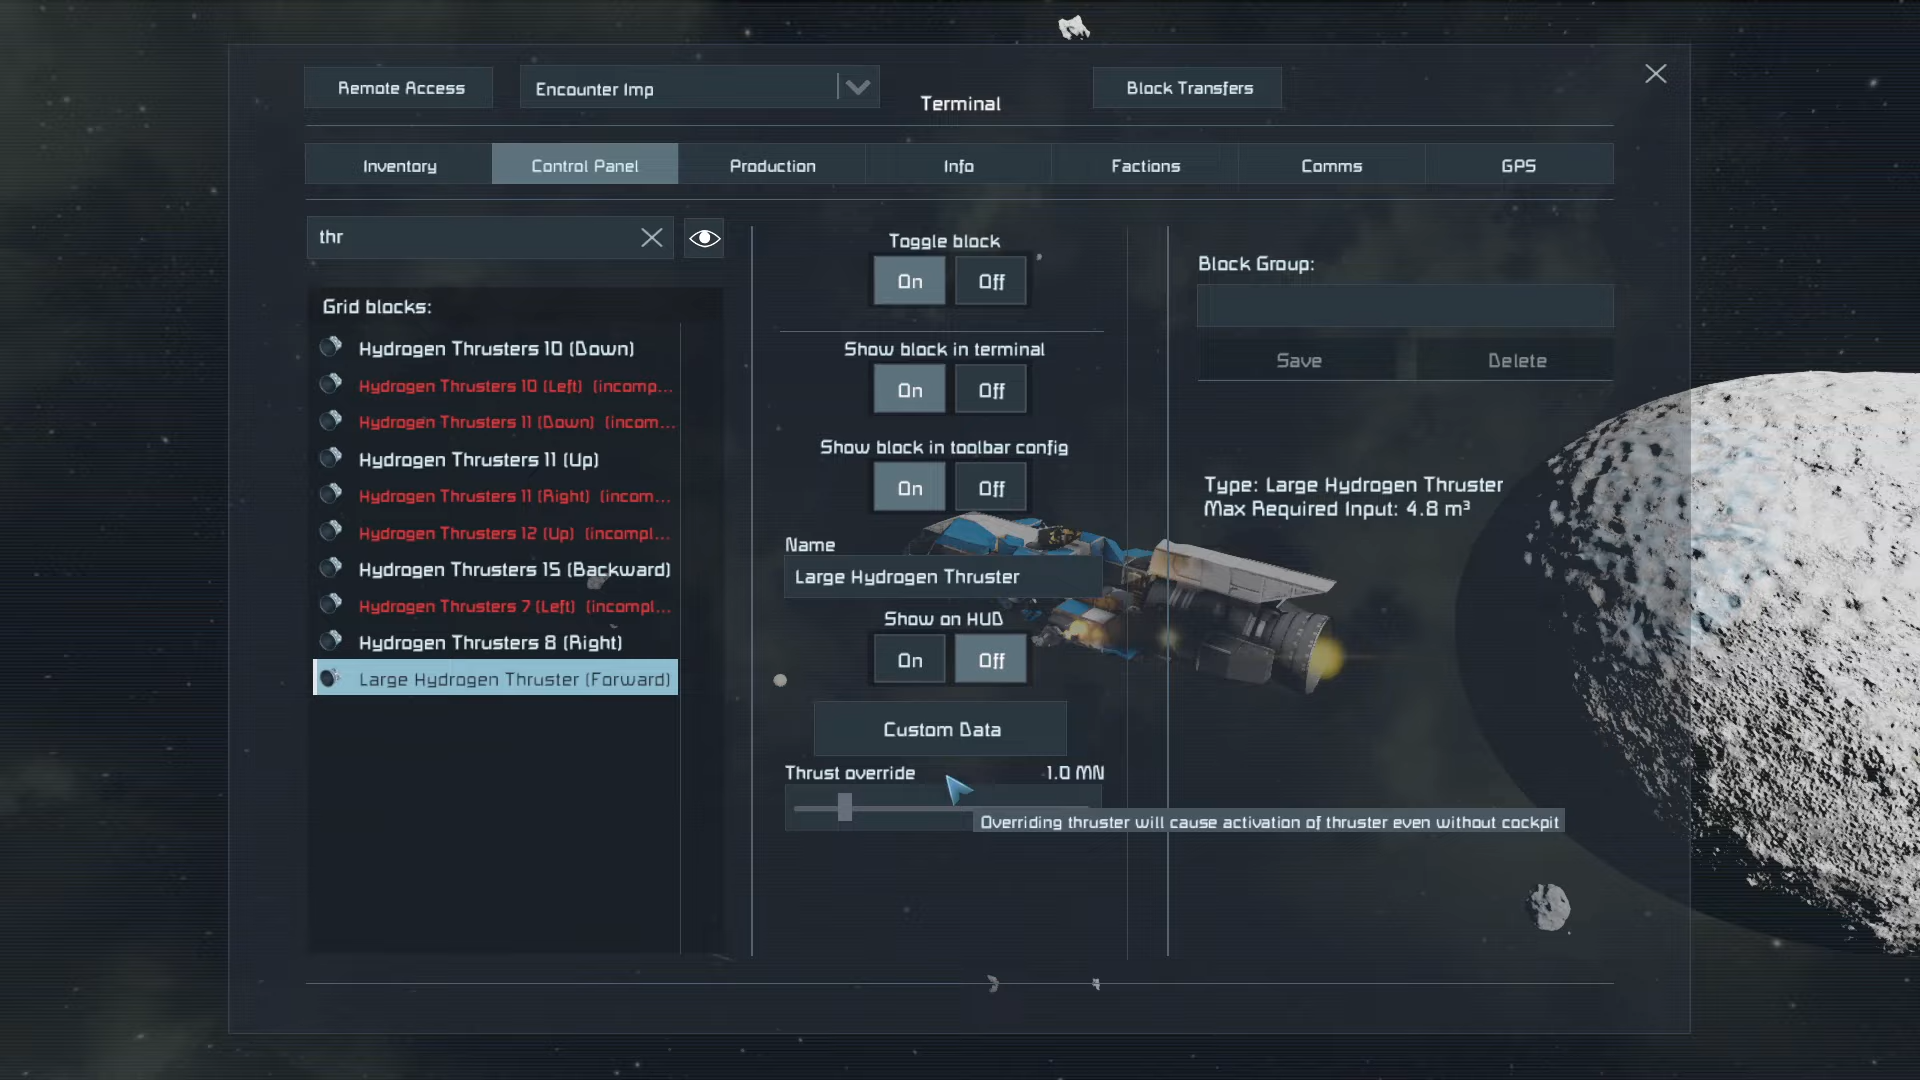 Remote Access
Encounter Imp
Terminal
Block Transfers
Inventory
Control Panel
Production
Info
Factions
Comms
GPS
thr
Grid blocks:
Hydrogen Thrusters 10 (Down)
Hydrogen Thrusters 10 (Left) (incomp...
Hydrogen Thrusters 11 (Down) (incom...
Hydrogen Thrusters 11 (Up)
Hydrogen Thrusters 11 (Right) (incom...
Hydrogen Thrusters 12 (Up) (incompl...
Hydrogen Thrusters 15 (Backward)
Hydrogen Thrusters 7 (Left) (incompl...
Hydrogen Thrusters 8 (Right)
Large Hydrogen Thruster (Forward)
Toggle block
On Off
Show block in terminal
On Off
Show block in toolbar config
On Off
Name
Large Hydrogen Thruster
Show on HUD
On Off
Custom Data
Thrust override 1.0 MN
Overriding thruster will cause activation of thruster even without cockpit
Block Group:
Save Delete
Type: Large Hydrogen Thruster
Max Required Input: 4.8 m³